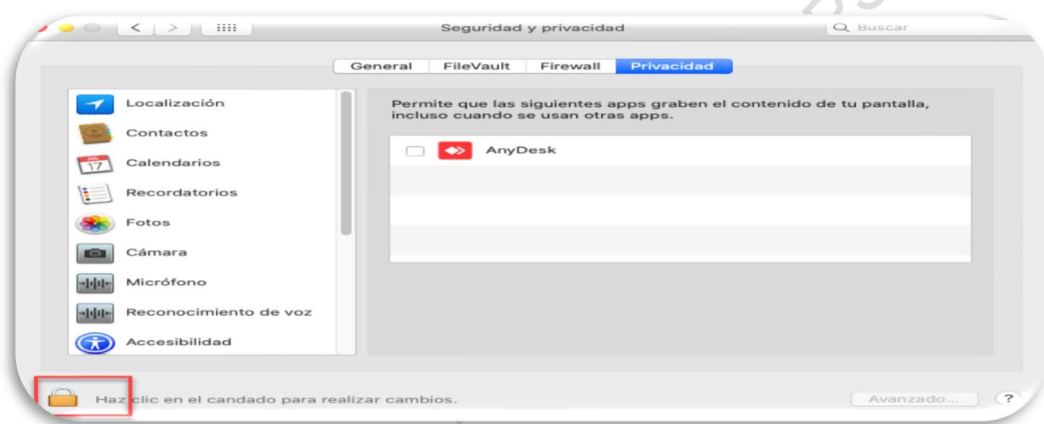 Seguridad y privacidad
Buscar
General
FileVault
Firewall
Privacidad
Localización
Contactos
JUL
17
Calendarios
Recordatorios
Fotos
Cámara
Micrófono
Reconocimiento de voz
Accesibilidad
Permite que las siguientes apps graben el contenido de tu pantalla,
incluso cuando se usan otras apps.
AnyDesk
Haz clic en el candado para realizar cambios.
Avanzado...
?